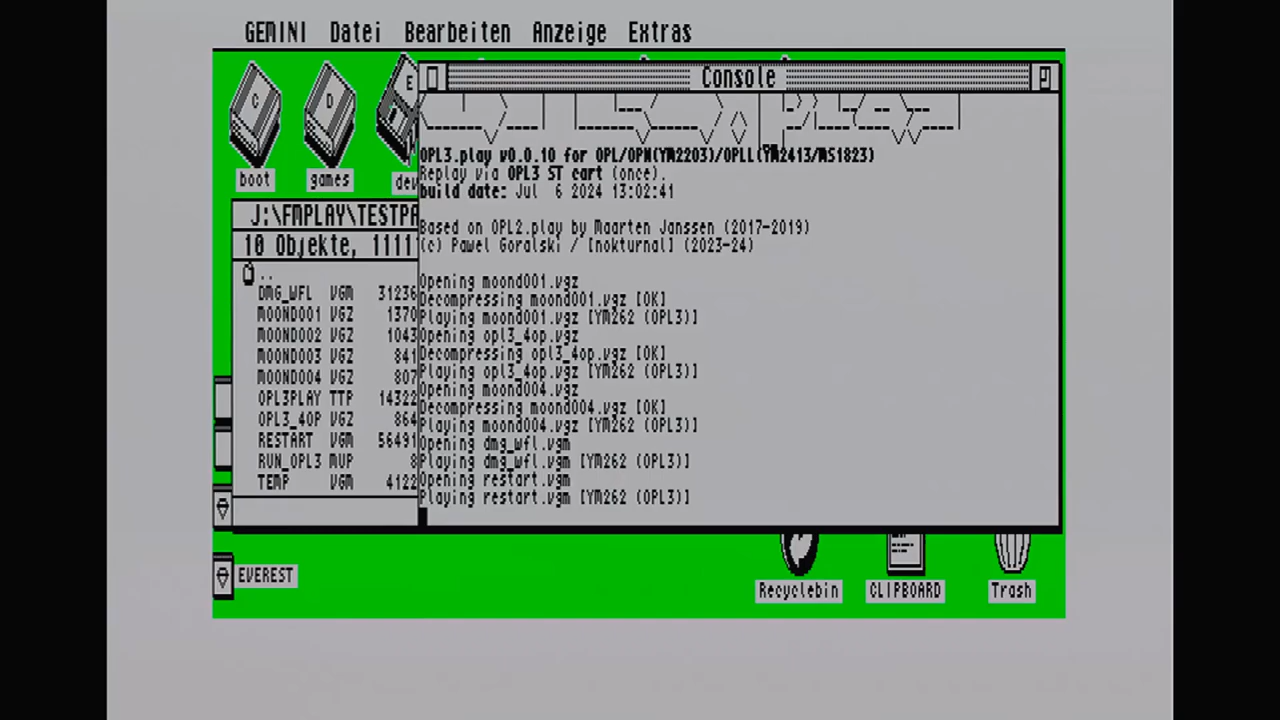 GEMINI Datei Bearbeiten Anzeige Extras
C
D
E
boot
games
dev
J:\FMPLAY\TESTPA
10 Objekte, 1111
..
DMG_WFL VGM 31236
MOOND001 VGZ 1370
MOOND002 VGZ 1043
MOOND003 VGZ 841
MOOND004 VGZ 807
OPL3PLAY TTP 14322
OPL3_4OP VGZ 864
RESTART VGM 56491
RUN_OPL3 MUP 8
TEMP VGM 4122
Console
OPL3.play v0.0.10 for OPL/OPN(YM2203)/OPLL(YM2413/MS1823)
Replay via OPL3 ST cart (once).
build date: Jul 6 2024 13:02:41
Based on OPL2.play by Maarten Janssen (2017-2019)
(c) Pawel Goralski / [nokturnal] (2023-24)
Opening moond001.vgz
Decompressing moond001.vgz [OK]
Playing moond001.vgz [YM262 (OPL3)]
Opening opl3_4op.vgz
Decompressing opl3_4op.vgz [OK]
Playing opl3_4op.vgz [YM262 (OPL3)]
Opening moond004.vgz
Decompressing moond004.vgz [OK]
Playing moond004.vgz [YM262 (OPL3)]
Opening dmg_wfl.vgm
Playing dmg_wfl.vgm [YM262 (OPL3)]
Opening restart.vgm
Playing restart.vgm [YM262 (OPL3)]
EVEREST
Recyclebin
CLIPBOARD
Trash